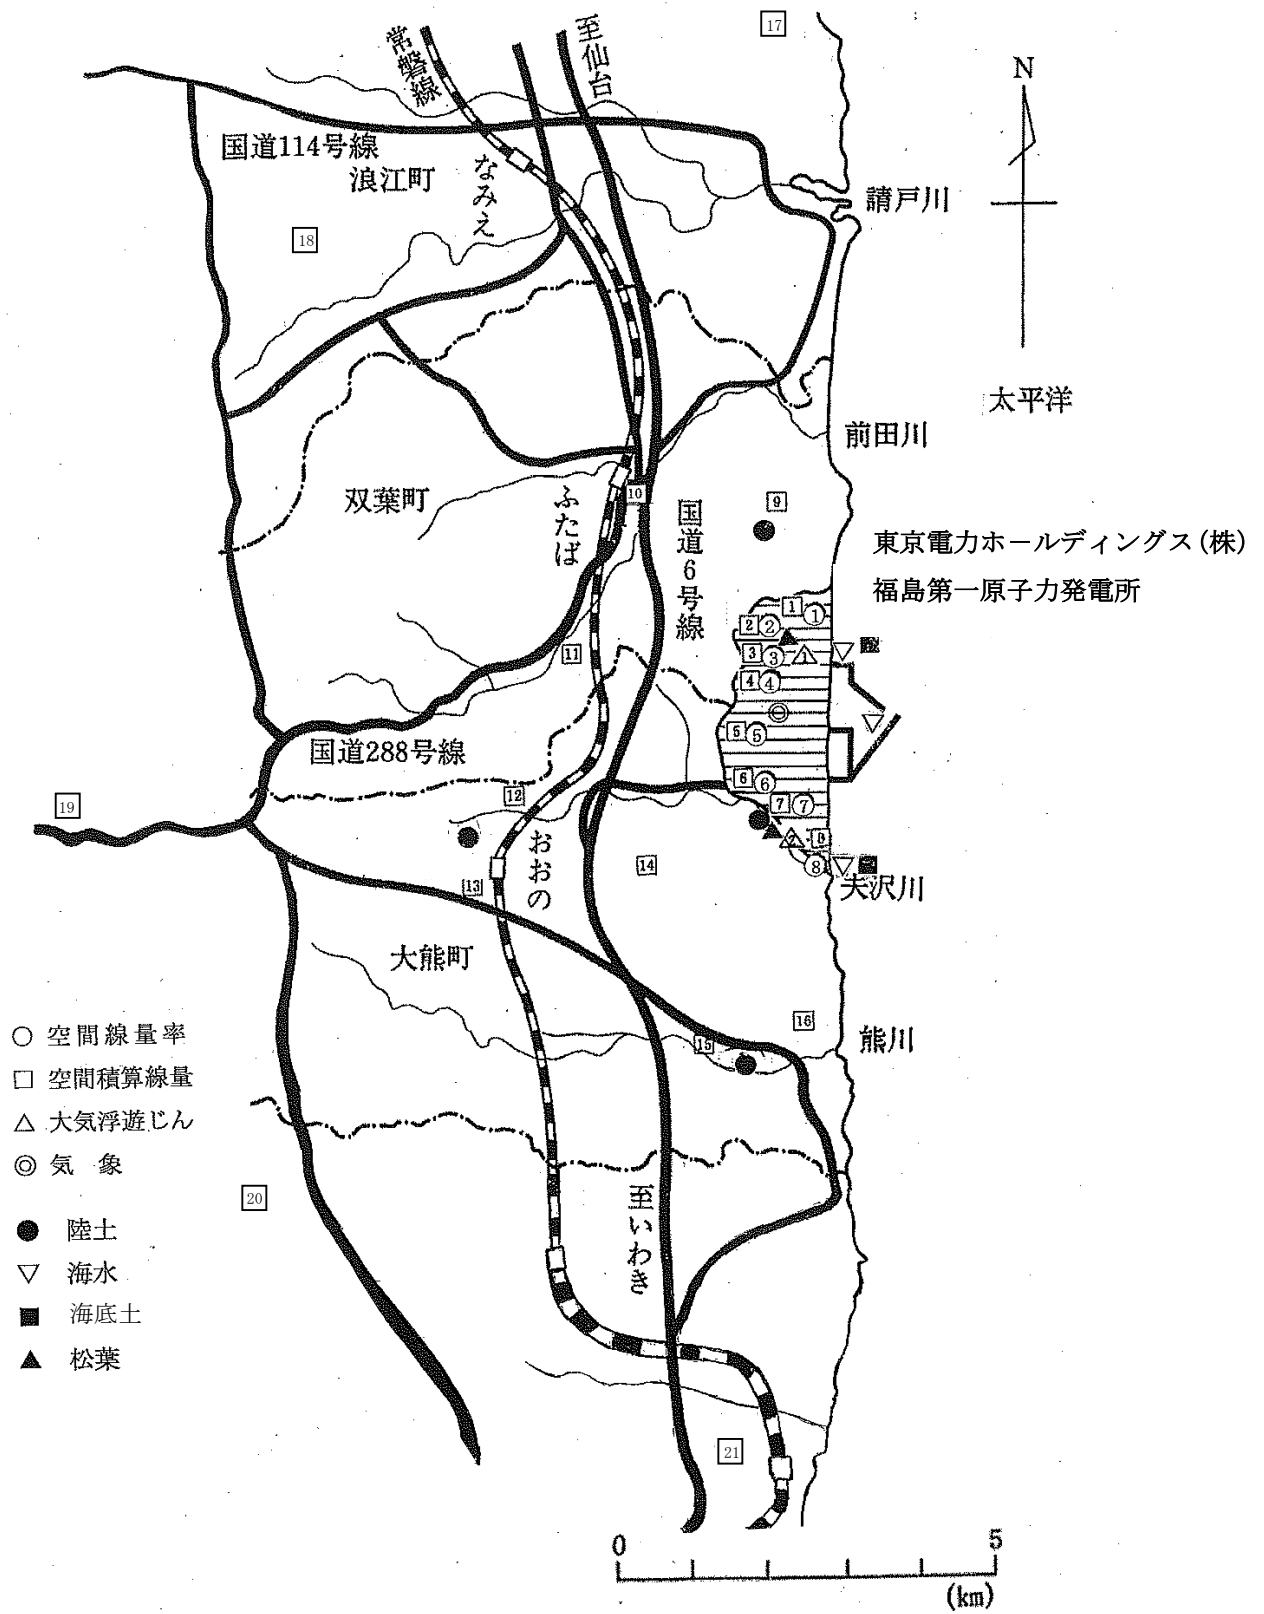 17
常磐線
至仙台
N
国道114号線
浪江町
なみえ
請戸川
18
太平洋
前田川
双葉町
ふたば
10
国道6号線
9
東京電力ホールディングス(株)
福島第一原子力発電所
1 1
2 2
3 3 1
4 4
5 5
6 6
7 7
2 8
8
11
国道288号線
19
12
おおの
13
14
夫沢川
大熊町
16
15
熊川
○ 空間線量率
□ 空間積算線量
△ 大気浮遊じん
◎ 気 象
● 陸土
▽ 海水
■ 海底土
▲ 松葉
20
至いわき
21
0 5
(km)